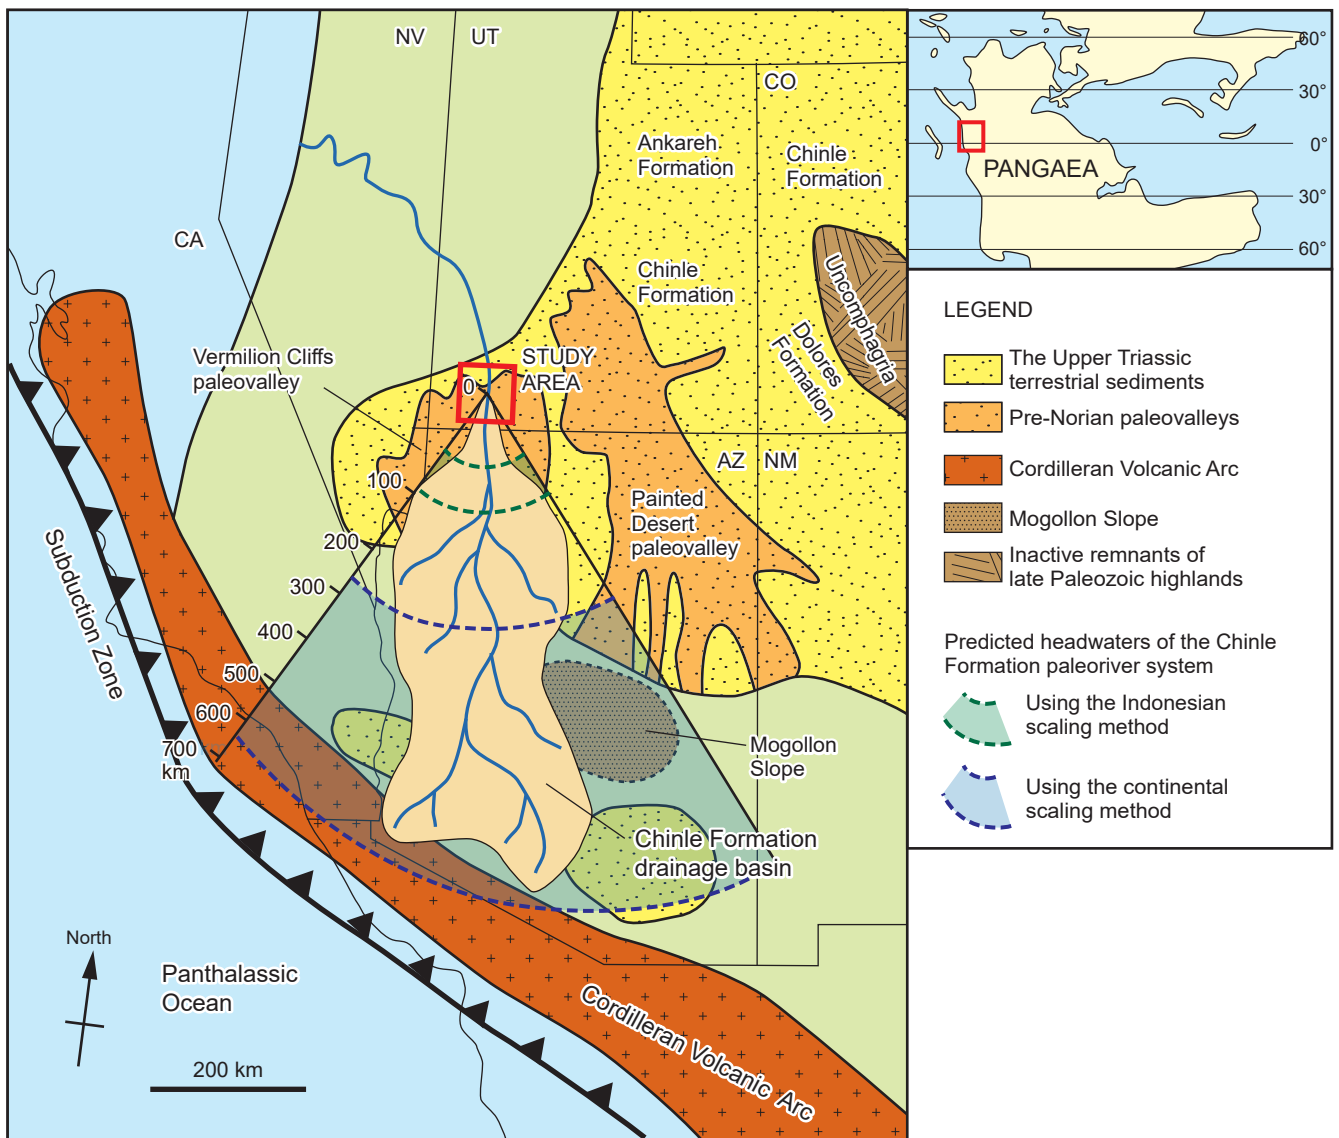 NV
UT
CO
CA
Ankareh
Formation
Chinle
Formation
Chinle
Formation
Uncomphagria
Dolores
Formation
Vermilion Cliffs
paleovalley
STUDY
AREA
0
100
200
300
400
500
600
700
km
AZ
NM
Painted
Desert
paleovalley
Subduction Zone
Mogollon
Slope
Chinle Formation
drainage basin
North
Panthalassic
Ocean
200 km
Cordilleran Volcanic Arc
60°
30°
0°
PANGAEA
30°
60°
LEGEND
The Upper Triassic
terrestrial sediments
Pre-Norian paleovalleys
Cordilleran Volcanic Arc
Mogollon Slope
Inactive remnants of
late Paleozoic highlands
Predicted headwaters of the Chinle
Formation paleoriver system
Using the Indonesian
scaling method
Using the continental
scaling method